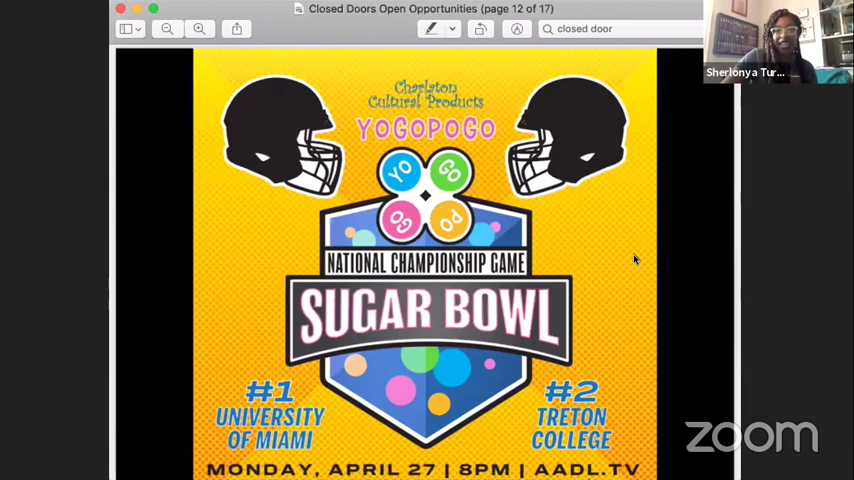 Closed Doors Open Opportunities (page 12 of 17)
closed door
Sherlonya Tur...
Charlaton
Cultural Products
YOGOPOGO
YO
GO
GO
PO
NATIONAL CHAMPIONSHIP GAME
SUGAR BOWL
#1
UNIVERSITY
OF MIAMI
#2
TRETON
COLLEGE
MONDAY, APRIL 27 | 8PM | AADL.TV
zoom